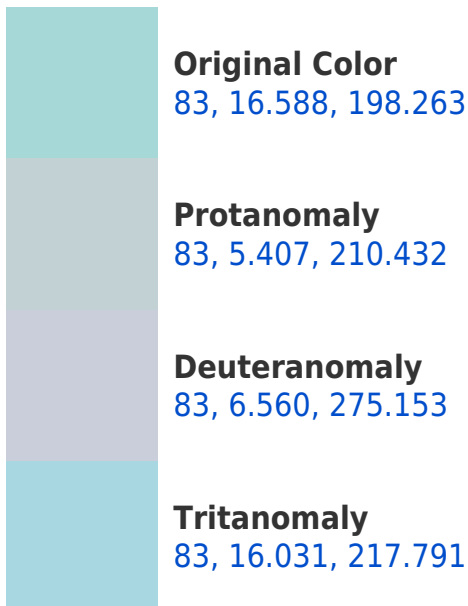 Original Color
83, 16.588, 198.263
Protanomaly
83, 5.407, 210.432
Deuteranomaly
83, 6.560, 275.153
Tritanomaly
83, 16.031, 217.791